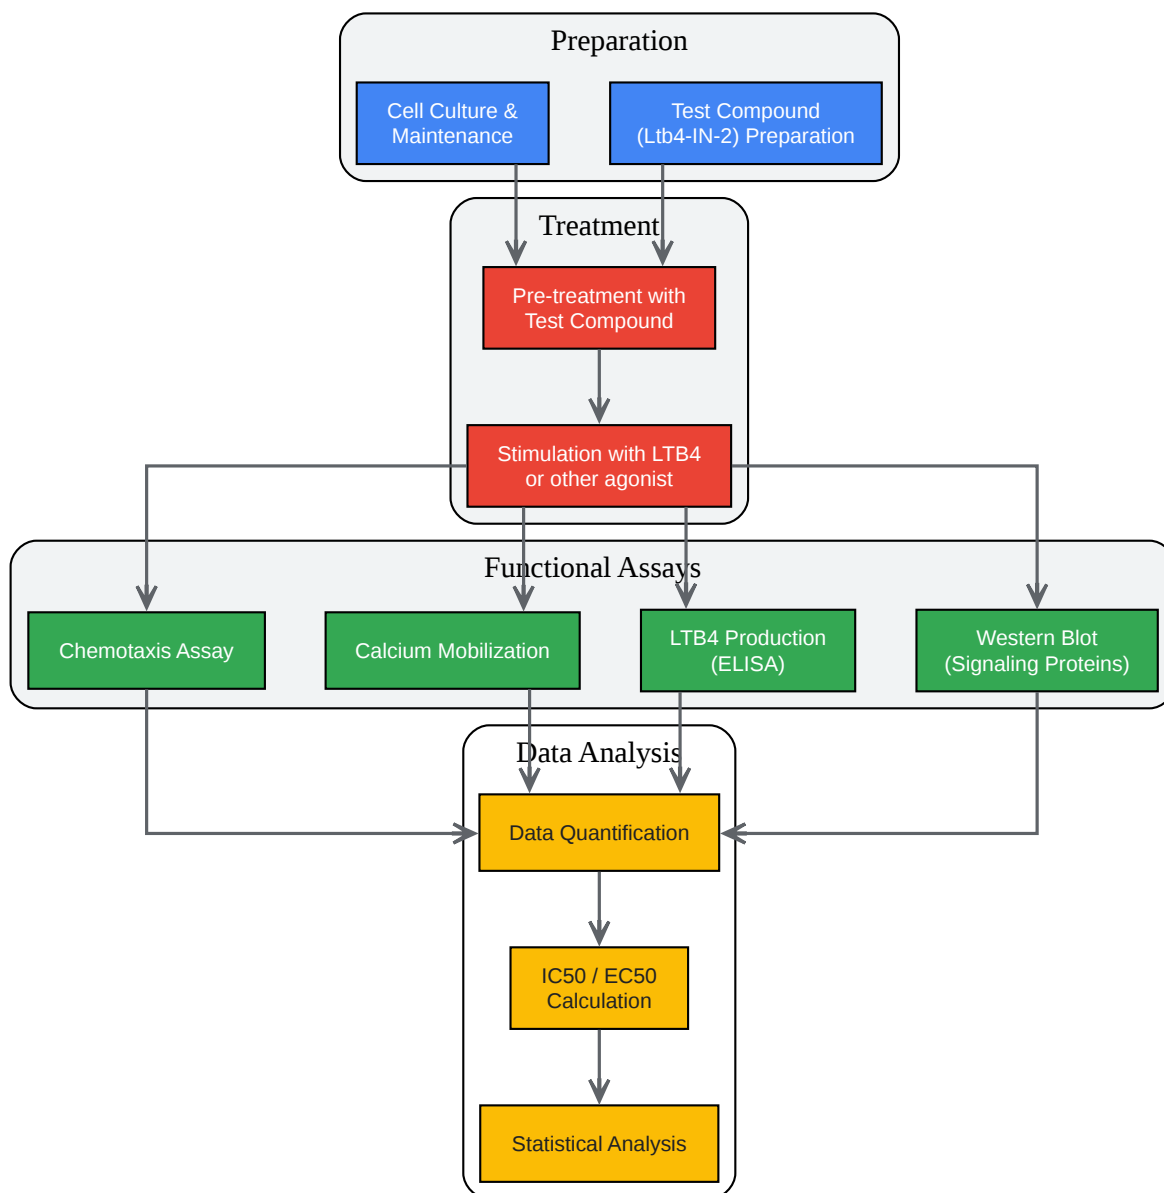 Preparation
Cell Culture &
Maintenance
Test Compound
(Ltb4-IN-2) Preparation
Treatment
Pre-treatment with
Test Compound
Stimulation with LTB4
or other agonist
Functional Assays
Chemotaxis Assay
Calcium Mobilization
LTB4 Production
(ELISA)
Western Blot
(Signaling Proteins)
Data Analysis
Data Quantification
IC50 / EC50
Calculation
Statistical Analysis